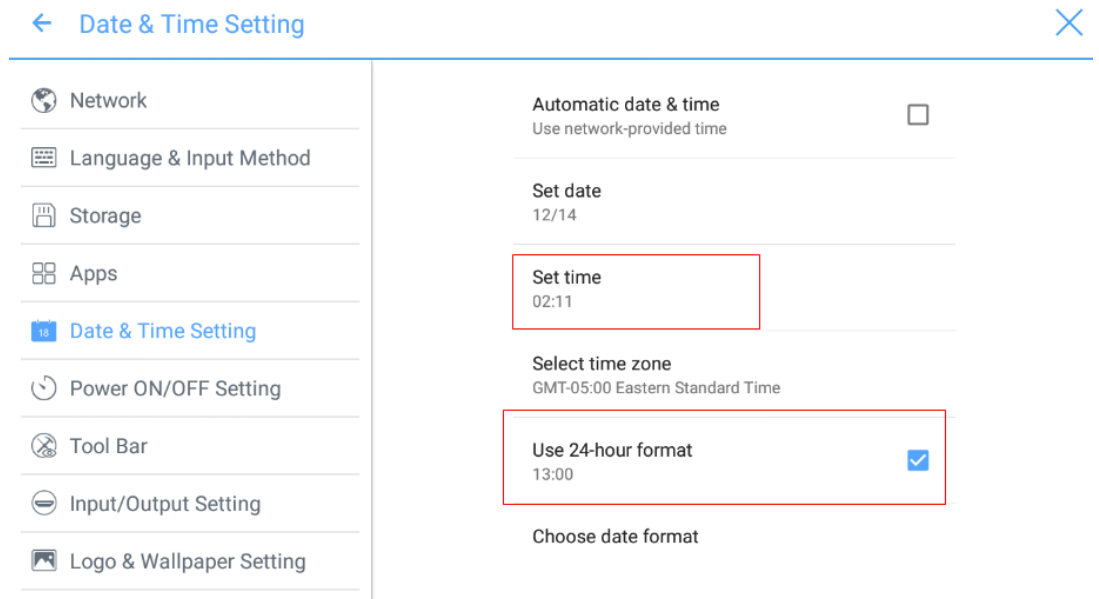 Date & Time Setting
Network
Language & Input Method
Storage
Apps
18
Date & Time Setting
Power ON/OFF Setting
Tool Bar
Input/Output Setting
Logo & Wallpaper Setting
Automatic date & time
Use network-provided time
Set date
12/14
Set time
02:11
Select time zone
GMT-05:00 Eastern Standard Time
Use 24-hour format
13:00
Choose date format